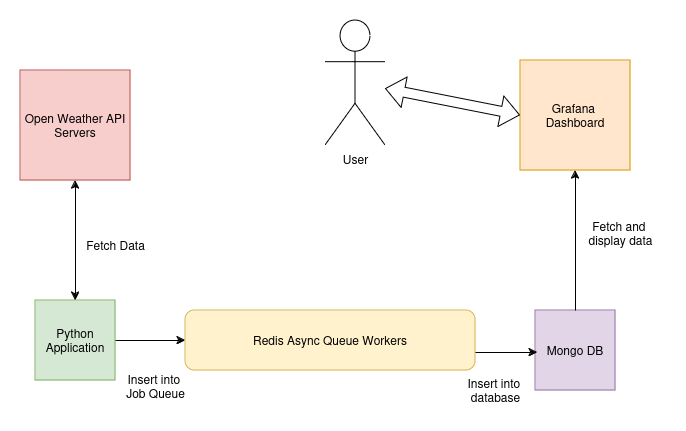 Open Weather API
Servers
Grafana
Dashboard
User
Fetch Data
Fetch and
display data
Python
Application
Redis Async Queue Workers
Mongo DB
Insert into
Job Queue
Insert into
database